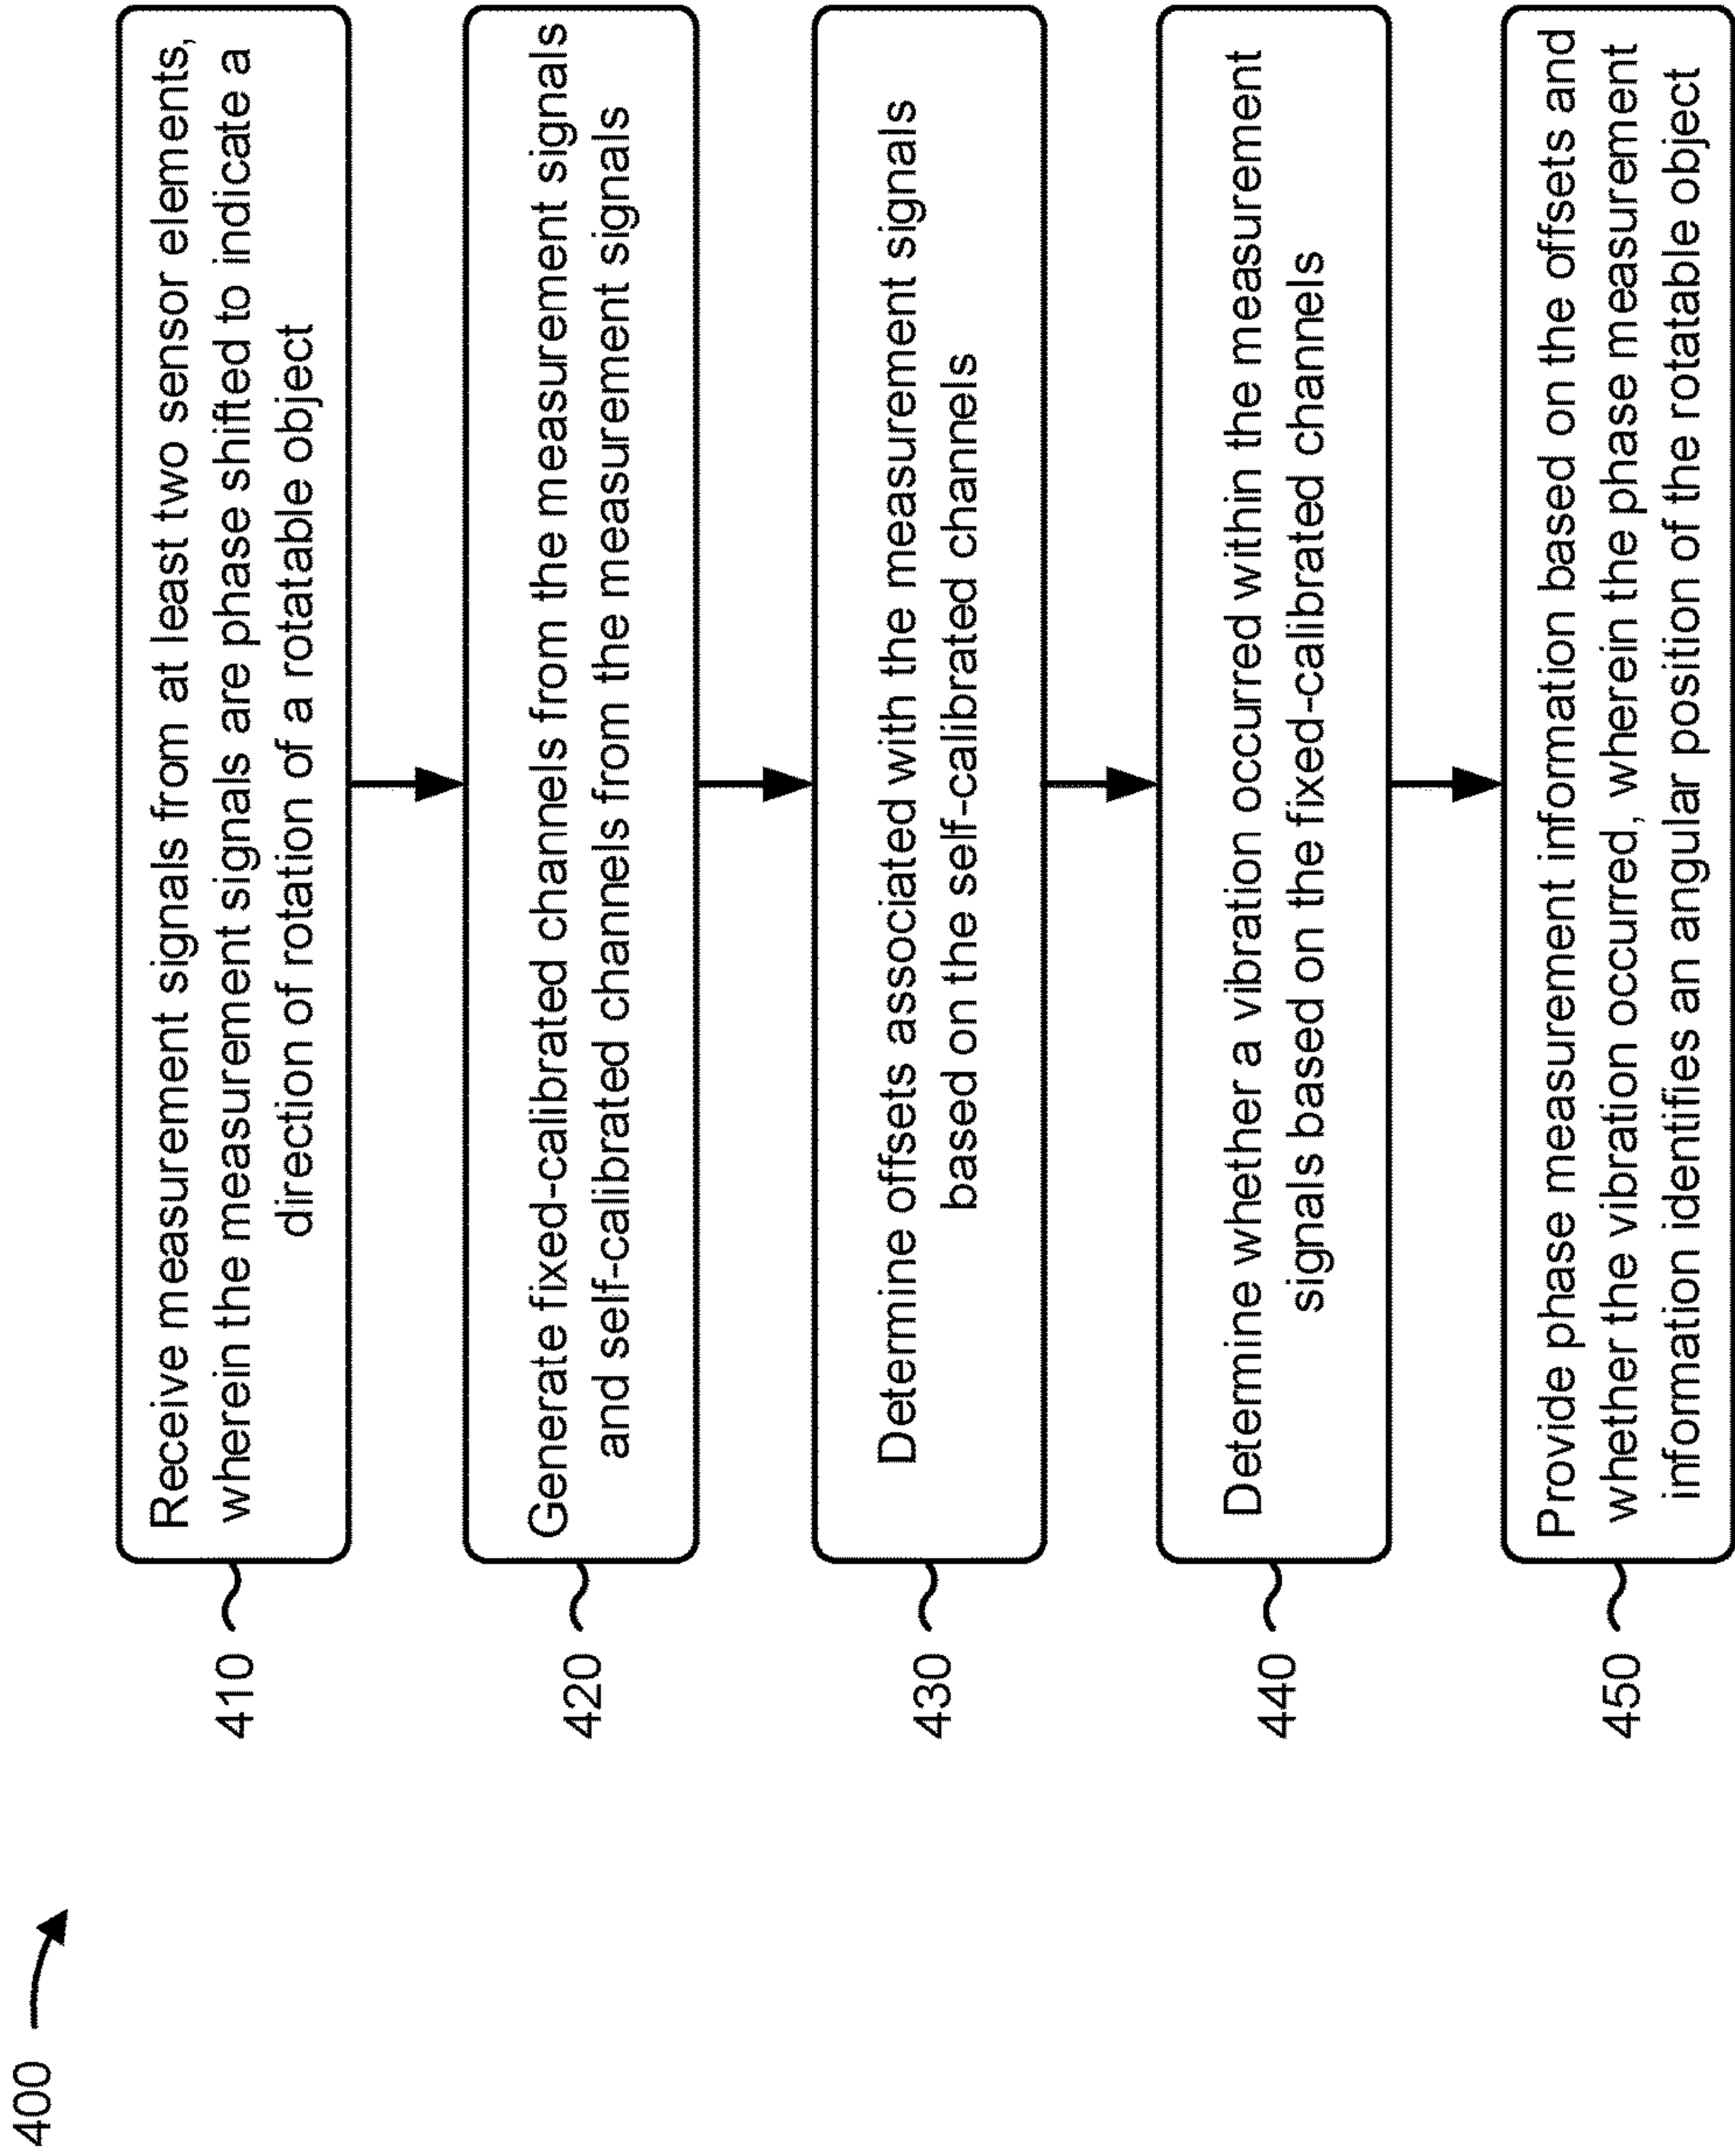 400
410
Receive measurement signals from at least two sensor elements,
wherein the measurement signals are phase shifted to indicate a
direction of rotation of a rotatable object
420
Generate fixed-calibrated channels from the measurement signals
and self-calibrated channels from the measurement signals
430
Determine offsets associated with the measurement signals
based on the self-calibrated channels
440
Determine whether a vibration occurred within the measurement
signals based on the fixed-calibrated channels
450
Provide phase measurement information based on the offsets and
whether the vibration occurred, wherein the phase measurement
information identifies an angular position of the rotatable object